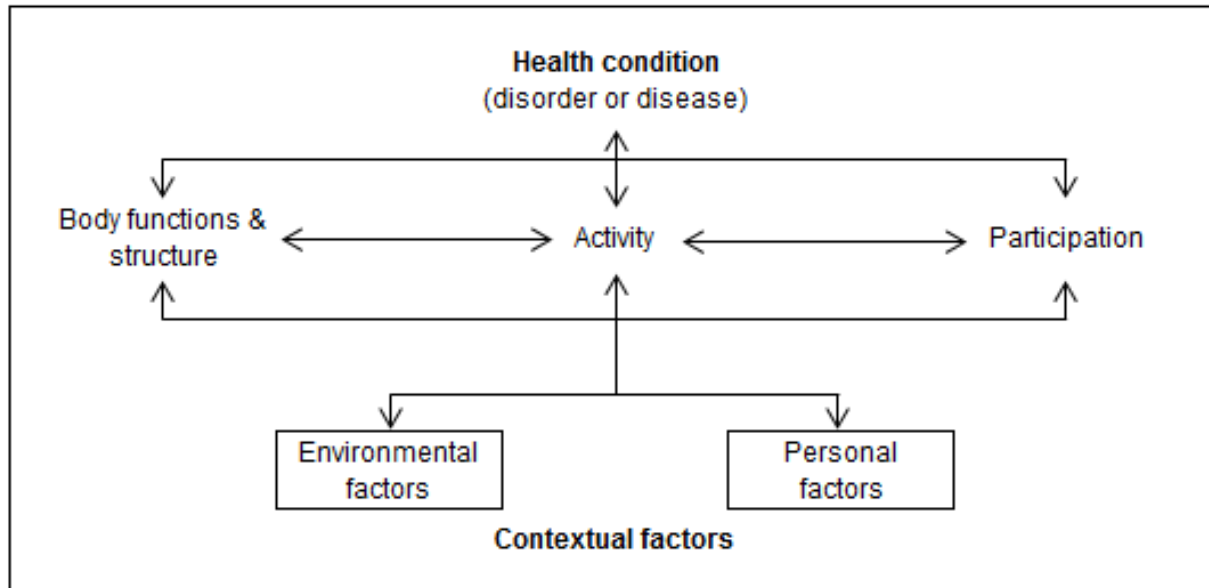 Health condition
(disorder or disease)
Body functions &
structure
Activity
Participation
Environmental
factors
Personal
factors
Contextual factors